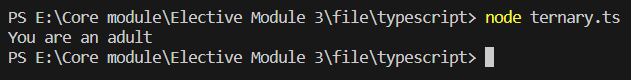 PS E:\Core module\Elective Module 3\file\typescript> node ternary.ts
You are an adult
PS E:\Core module\Elective Module 3\file\typescript>